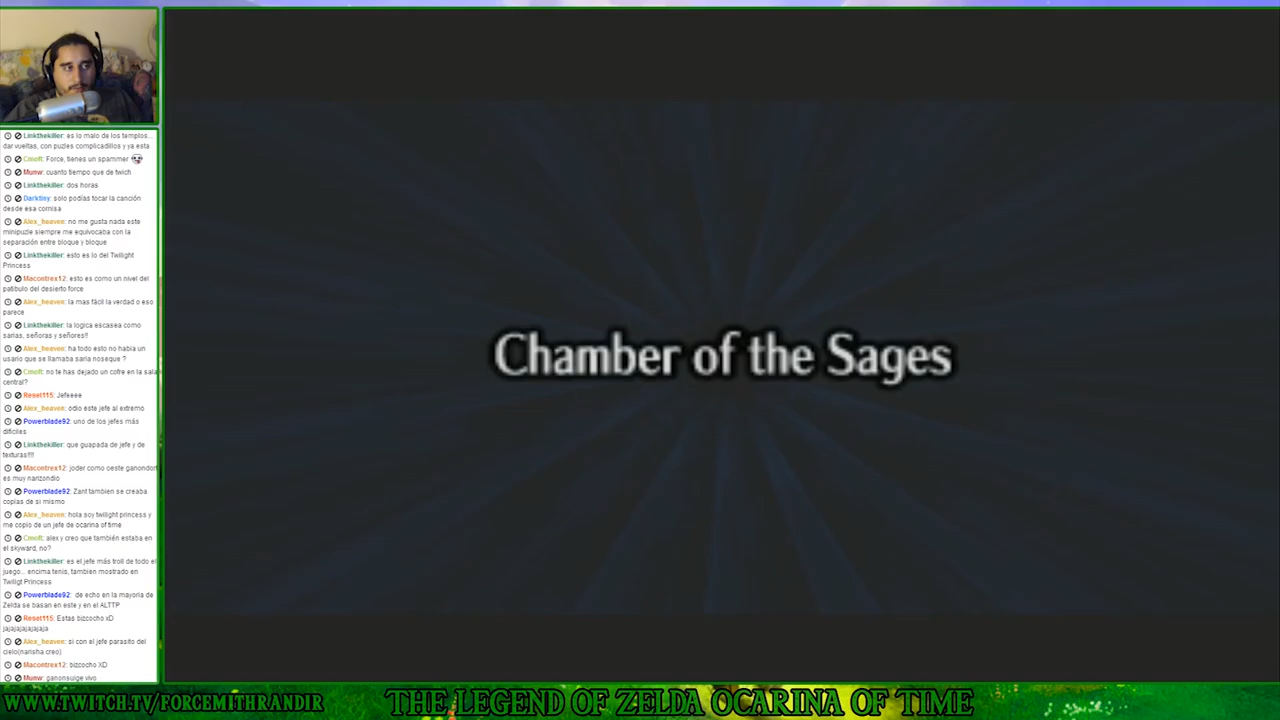 Linkthekiller: es lo malo de los templos...
dar vueltas, con puzles complicadillos y ya esta
Cmoft: Force, tienes un spammer
Munw: cuanto tiempo que de twich
Linkthekiller: dos horas
Darktiny: solo podías tocar la canción
desde esa cornisa
Alex_heaven: no me gusta nada este
minipuzle siempre me equivocaba con la
separación entre bloque y bloque
Linkthekiller: esto es lo del Twilight
Princess
Macontrex12: esto es como un nivel del
patibulo del desierto force
Alex_heaven: la mas fácil la verdad o eso
parece
Linkthekiller: la logica escasea como
sarias, señoras y señores!!
Alex_heaven: ha todo esto no habia un
usario que se llamaba saria noseque ?
Cmoft: no te has dejado un cofre en la sala
central?
Reset115: Jefeeee
Alex_heaven: odio este jefe al extremo
Powerblade92: uno de los jefes más
dificiles
Linkthekiller: que guapada de jefe y de
texturas!!!!
Macontrex12: joder como oeste ganondorf
es muy narizondio
Powerblade92: Zant tambien se creaba
copias de si mismo
Alex_heaven: hola soy twilight princess y
me copio de un jefe de ocarina of time
Cmoft: alex y creo que también estaba en
el skyward, no?
Linkthekiller: es el jefe más troll de todo el
juego... encima tenis, tambien mostrado en
Twiligt Princess
Powerblade92: de echo en la mayoria de
Zelda se basan en este y en el ALTTP
Reset115: Estas bizcocho xD
jajajajajajaja
Alex_heaven: si con el jefe parasito del
cielo(narisha creo)
Macontrex12: bizcocho XD
Munw: ganonsuige vivo
Chamber of the Sages
WWW.TWITCH.TV/FORCEMITHRANDIR
THE LEGEND OF ZELDA OCARINA OF TIME